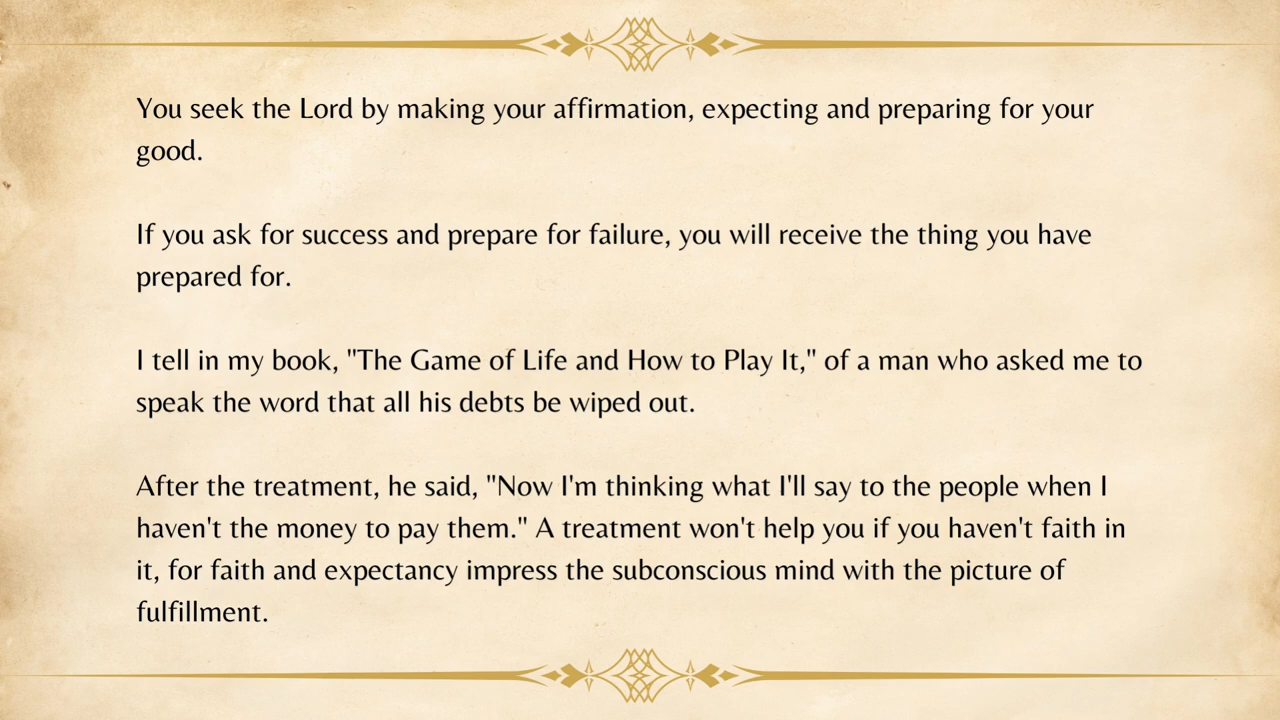 You seek the Lord by making your affirmation, expecting and preparing for your
good.
If you ask for success and prepare for failure, you will receive the thing you have
prepared for.
I tell in my book, "The Game of Life and How to Play It," of a man who asked me to
speak the word that all his debts be wiped out.
After the treatment, he said, "Now I'm thinking what I'll say to the people when I
haven't the money to pay them." A treatment won't help you if you haven't faith in
it, for faith and expectancy impress the subconscious mind with the picture of
fulfillment.